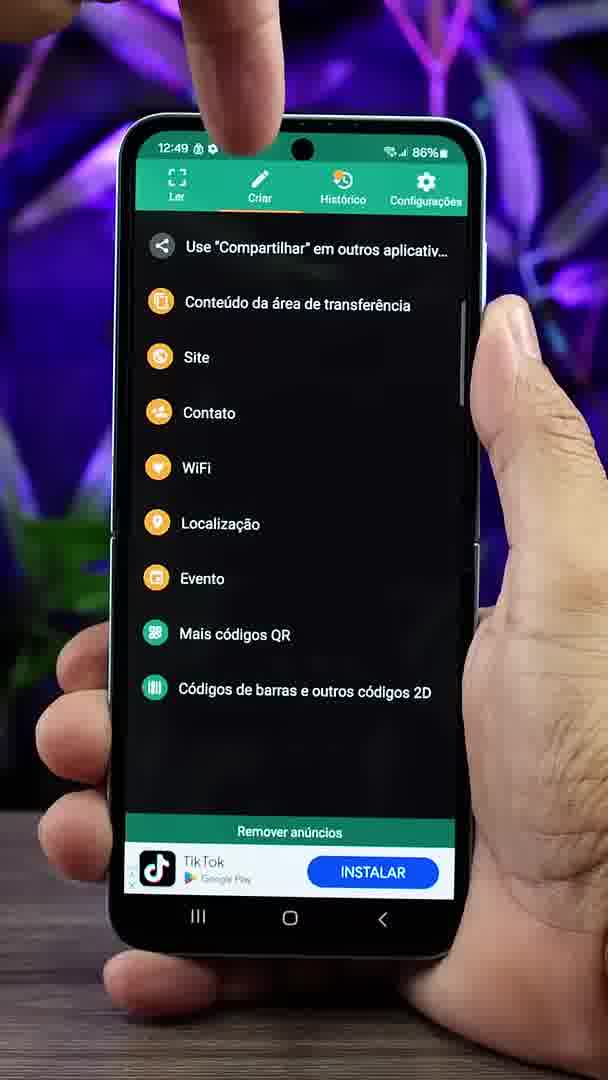 12:49
86%
Ler
Criar
Histórico
Configurações
Use "Compartilhar" em outros aplicativ...
Conteúdo da área de transferência
Site
Contato
WiFi
Localização
Evento
Mais códigos QR
Códigos de barras e outros códigos 2D
Remover anúncios
TikTok
Google Play
INSTALAR